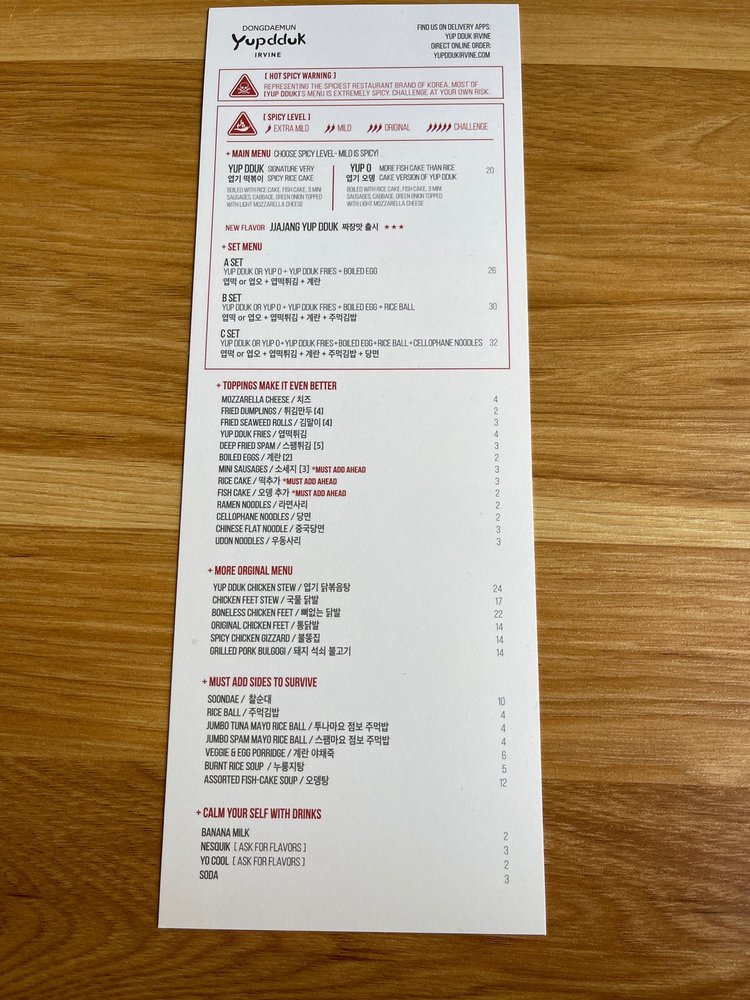 DONGDAEMUN
Yupdduk
IRVINE
FIND US ON DELIVERY APPS:
YUP DDUK IRVINE
DIRECT ONLINE ORDER:
YUPDDUKIRVINE.COM
[ HOT SPICY WARNING ]
REPRESENTING THE SPICIEST RESTAURANT BRAND OF KOREA, MOST OF
[YUP DDUK]'S MENU IS EXTREMELY SPICY. CHALLENGE AT YOUR OWN RISK.
[ SPICY LEVEL ]
EXTRA MILD MILD ORIGINAL CHALLENGE
+ MAIN MENU CHOOSE SPICY LEVEL- MILD IS SPICY!
YUP DDUK SIGNATURE VERY
엽기 떡볶이 SPICY RICE CAKE
BOILED WITH RICE CAKE, FISH CAKE, 3 MINI
SAUSAGES, CABBAGE, GREEN ONION TOPPED
WITH LIGHT MOZZARELLA CHEESE
YUP O MORE FISH CAKE THAN RICE
엽기 오뎅 CAKE VERSION OF YUP DUK
20
BOILED WITH RICE CAKE, FISH CAKE, 3 MINI
SAUSAGES, CABBAGE, GREEN ONION TOPPED
WITH LIGHT MOZZARELLA CHEESE
NEW FLAVOR JJAJANG YUP DDUK 짜장맛 출시 ★★★
+ SET MENU
A SET
YUP DDUK OR YUP O + YUP DDUK FRIES + BOILED EGG 26
엽떡 or 엽오 + 엽떡튀김 + 계란
B SET
YUP DDUK OR YUP O + YUP DDUK FRIES + BOILED EGG + RICE BALL 30
엽떡 or 엽오 + 엽떡튀김 + 계란 + 주먹김밥
C SET
YUP DDUK OR YUP O + YUP DDUK FRIES + BOILED EGG + RICE BALL + CELLOPHANE NOODLES 32
엽떡 or 엽오 + 엽떡튀김 + 계란 + 주먹김밥 + 당면
+ TOPPINGS MAKE IT EVEN BETTER
MOZZARELLA CHEESE / 치즈 4
FRIED DUMPLINGS / 튀김만두 [4] 2
FRIED SEAWEED ROLLS / 김말이 [4] 3
YUP DDUK FRIES / 엽떡튀김 4
DEEP FRIED SPAM / 스팸튀김 [5] 3
BOILED EGGS / 계란 [2] 2
MINI SAUSAGES / 소세지 [3] *MUST ADD AHEAD 3
RICE CAKE / 떡추가 *MUST ADD AHEAD 3
FISH CAKE / 오뎅 추가 *MUST ADD AHEAD 2
RAMEN NOODLES / 라면사리 2
CELLOPHANE NOODLES / 당면 2
CHINESE FLAT NOODLE / 중국당면 3
UDON NOODLES / 우동사리 3
+ MORE ORGINAL MENU
YUP DDUK CHICKEN STEW / 엽기 닭볶음탕 24
CHICKEN FEET STEW / 국물 닭발 17
BONELESS CHICKEN FEET / 뼈없는 닭발 22
ORIGINAL CHICKEN FEET / 통닭발 14
SPICY CHICKEN GIZZARD / 불똥집 14
GRILLED PORK BULGOGI / 돼지 석쇠 불고기 14
+ MUST ADD SIDES TO SURVIVE
SOONDAE / 찰순대 10
RICE BALL / 주먹김밥 4
JUMBO TUNA MAYO RICE BALL / 투나마요 점보 주먹밥 4
JUMBO SPAM MAYO RICE BALL / 스팸마요 점보 주먹밥 4
VEGGIE & EGG PORRIDGE / 계란 야채죽 6
BURNT RICE SOUP / 누룽지탕 5
ASSORTED FISH-CAKE SOUP / 오뎅탕 12
+ CALM YOUR SELF WITH DRINKS
BANANA MILK 2
NESQUIK [ ASK FOR FLAVORS ] 3
YO COOL [ ASK FOR FLAVORS ] 2
SODA 3